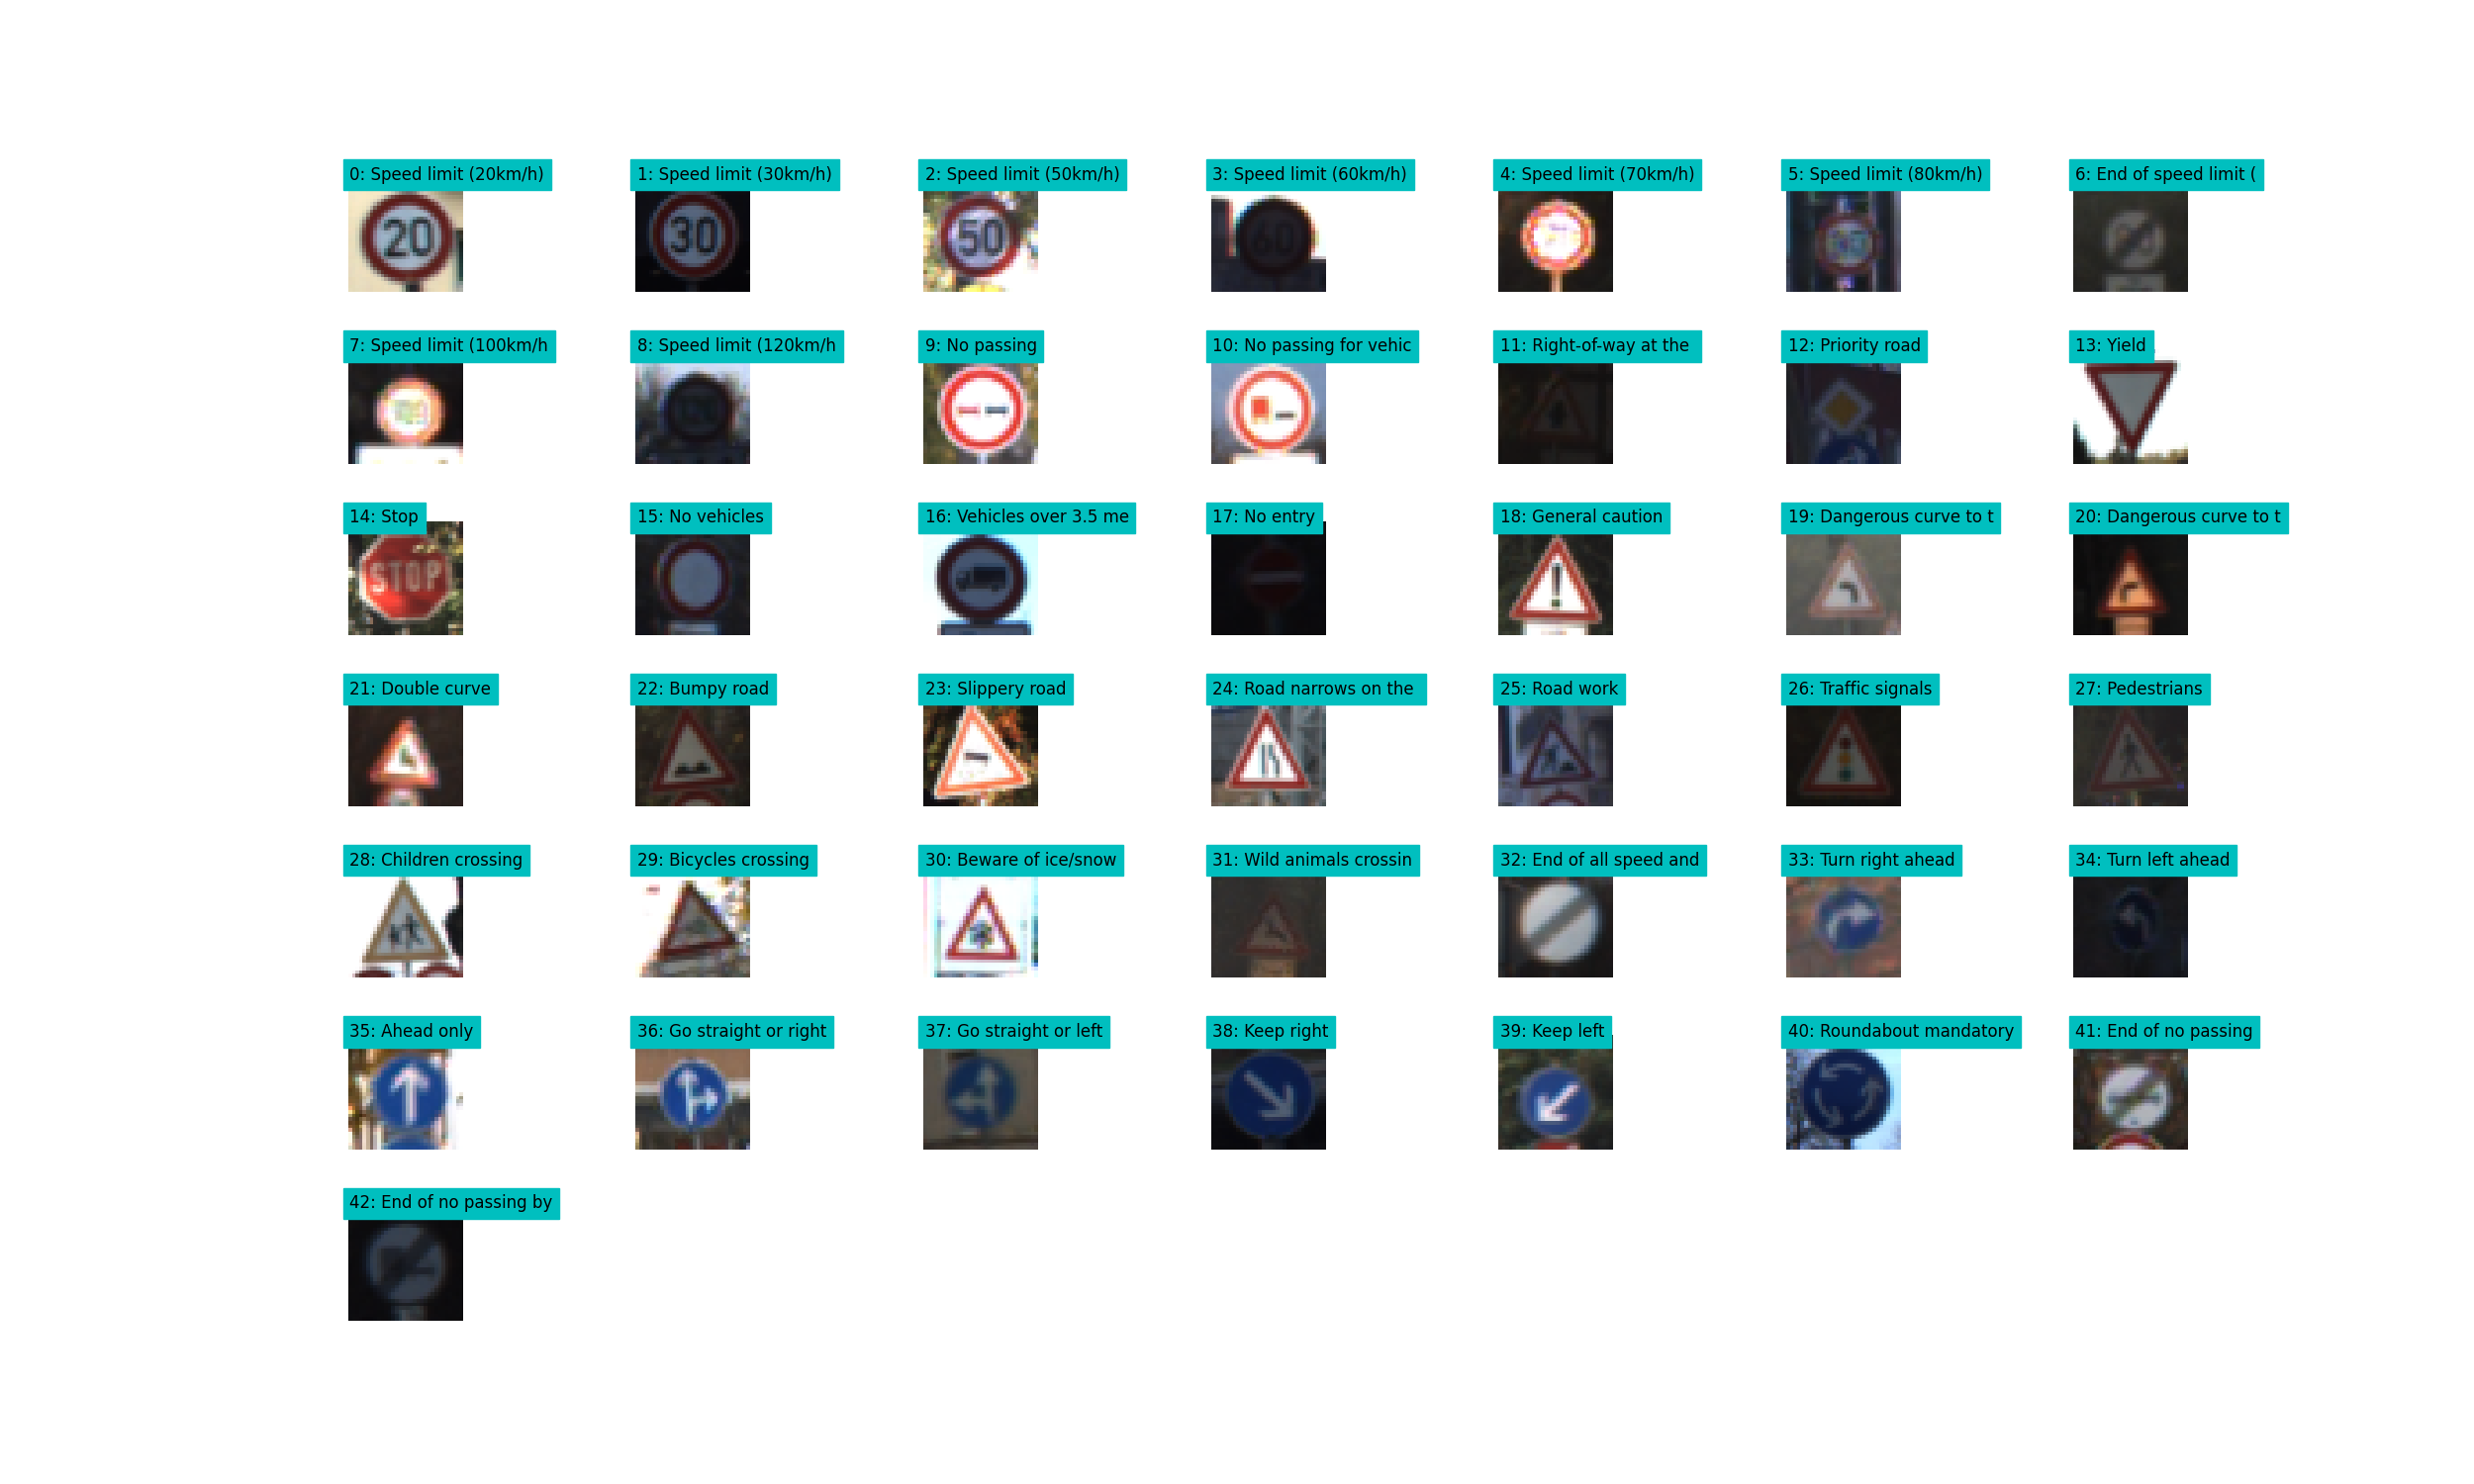 0: Speed limit (20km/h)
1: Speed limit (30km/h)
2: Speed limit (50km/h)
3: Speed limit (60km/h)
4: Speed limit (70km/h)
5: Speed limit (80km/h)
6: End of speed limit (
20
30
50
60
7: Speed limit (100km/h
8: Speed limit (120km/h
9: No passing
10: No passing for vehic
11: Right-of-way at the
12: Priority road
13: Yield
14: Stop
15: No vehicles
16: Vehicles over 3.5 me
17: No entry
18: General caution
19: Dangerous curve to t
20: Dangerous curve to t
STOP
21: Double curve
22: Bumpy road
23: Slippery road
24: Road narrows on the
25: Road work
26: Traffic signals
27: Pedestrians
28: Children crossing
29: Bicycles crossing
30: Beware of ice/snow
31: Wild animals crossin
32: End of all speed and
33: Turn right ahead
34: Turn left ahead
35: Ahead only
36: Go straight or right
37: Go straight or left
38: Keep right
39: Keep left
40: Roundabout mandatory
41: End of no passing
42: End of no passing by